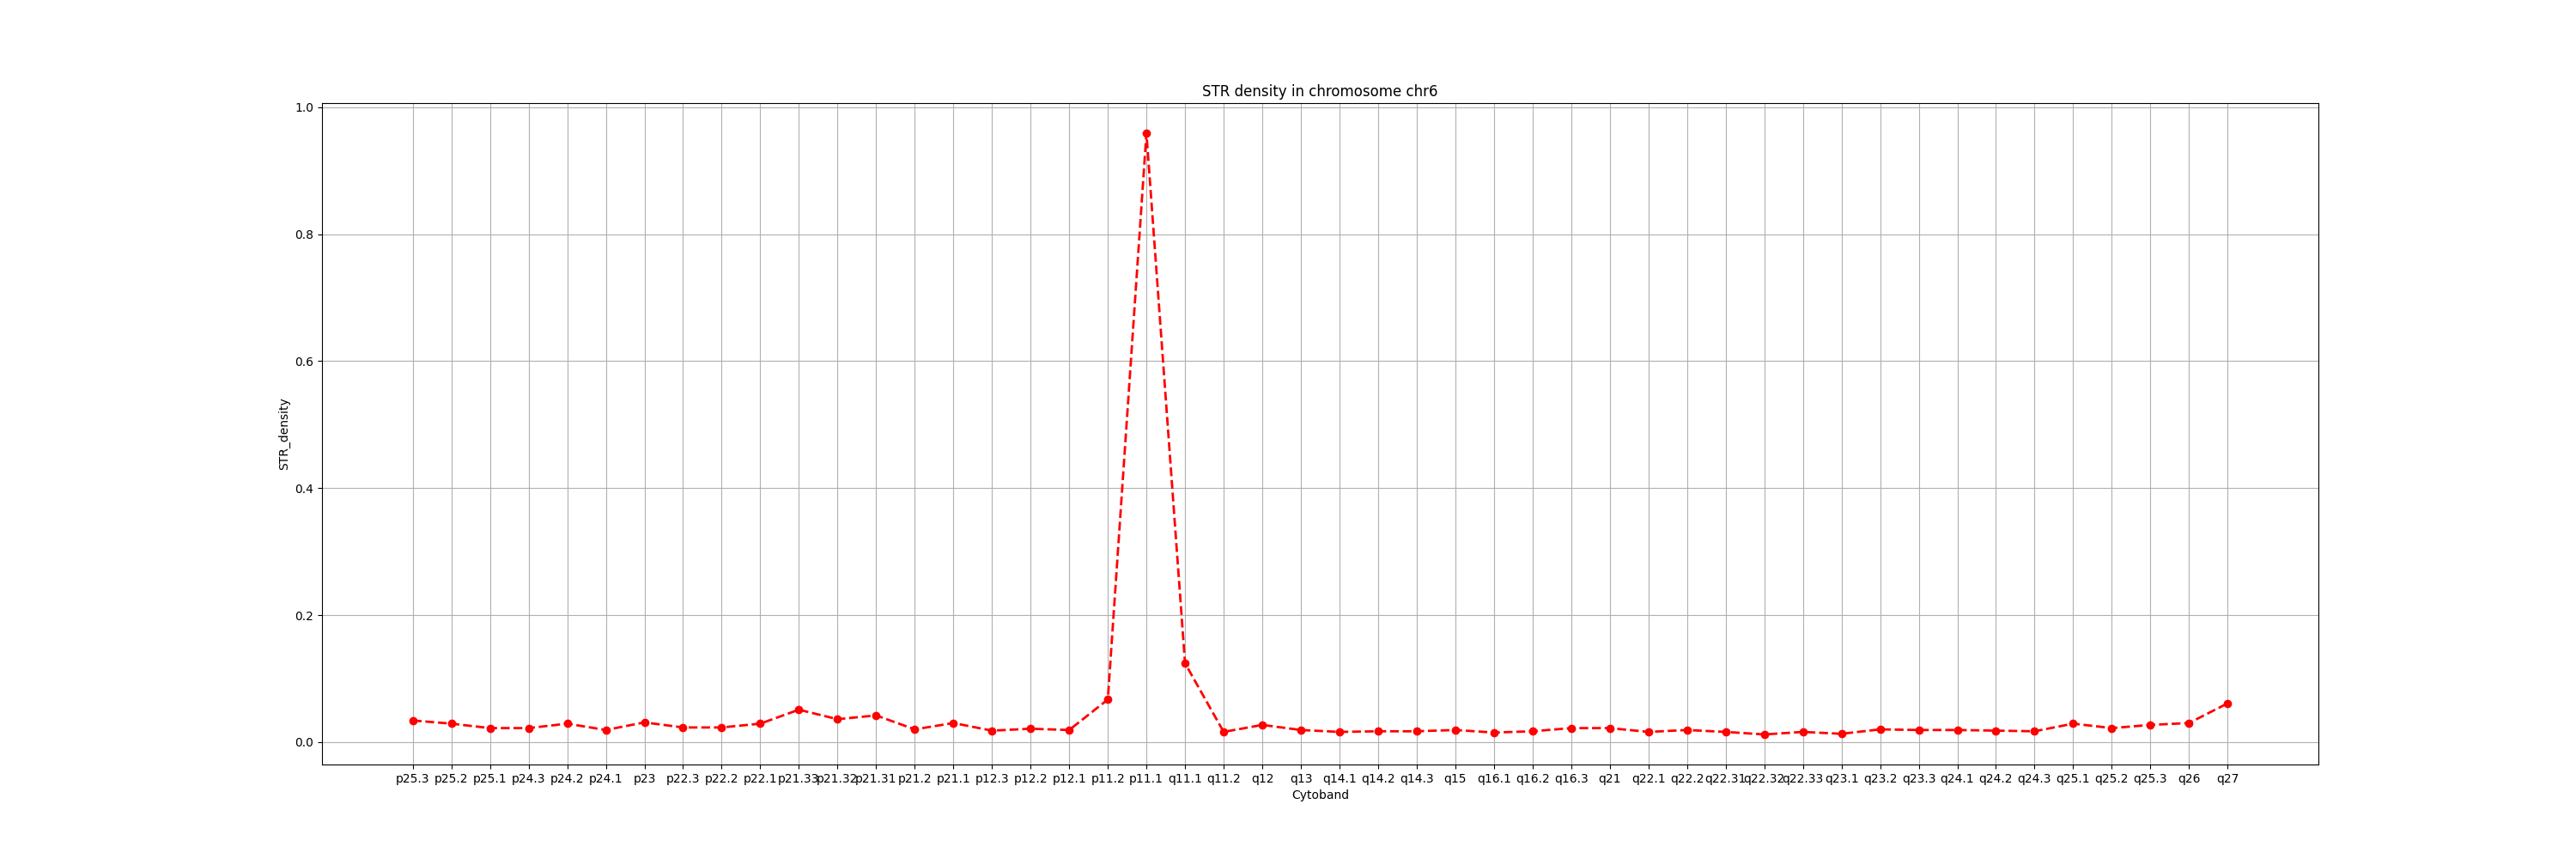 STR density in chromosome chr6
1.0
0.8
0.6
0.4
0.2
0.0
STR_density
p25.3 p25.2 p25.1 p24.3 p24.2 p24.1 p23 p22.3 p22.2 p22.1 p21.33 p21.32 p21.31 p21.2 p21.1 p12.3 p12.2 p12.1 p11.2 p11.1 q11.1 q11.2 q12 q13 q14.1 q14.2 q14.3 q15 q16.1 q16.2 q16.3 q21 q22.1 q22.2 q22.31 q22.32 q22.33 q23.1 q23.2 q23.3 q24.1 q24.2 q24.3 q25.1 q25.2 q25.3 q26 q27
Cytoband